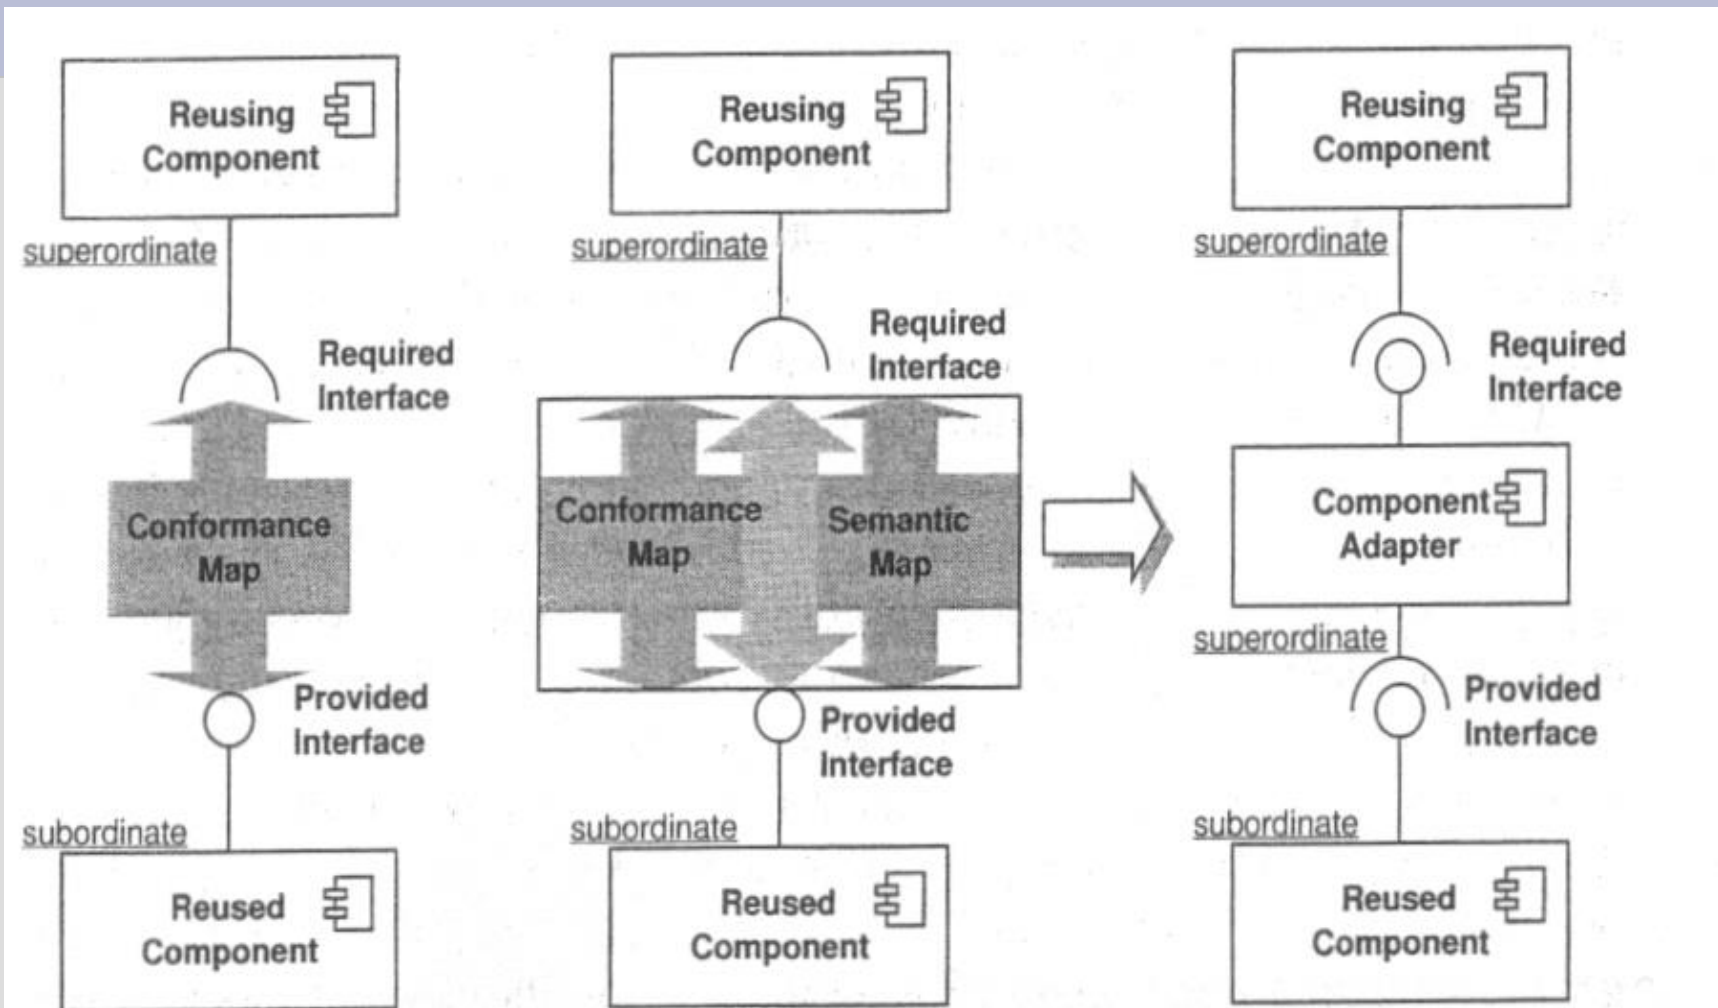 Reusing
Component
superordinate
Required
Interface
Conformance
Map
Provided
Interface
subordinate
Reused
Component
Reusing
Component
superordinate
Required
Interface
Conformance
Map
Semantic
Map
Provided
Interface
subordinate
Reused
Component
Reusing
Component
superordinate
Required
Interface
Component
Adapter
superordinate
Provided
Interface
subordinate
Reused
Component